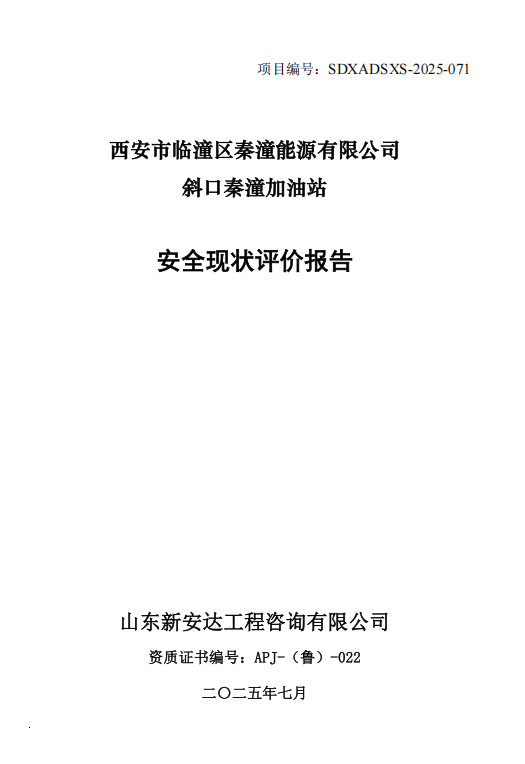 项目编号：SDXADSXS-2025-071
西安市临潼区秦潼能源有限公司
斜口秦潼加油站
安全现状评价报告
山东新安达工程咨询有限公司
资质证书编号：APJ-（鲁）-022
二〇二五年七月